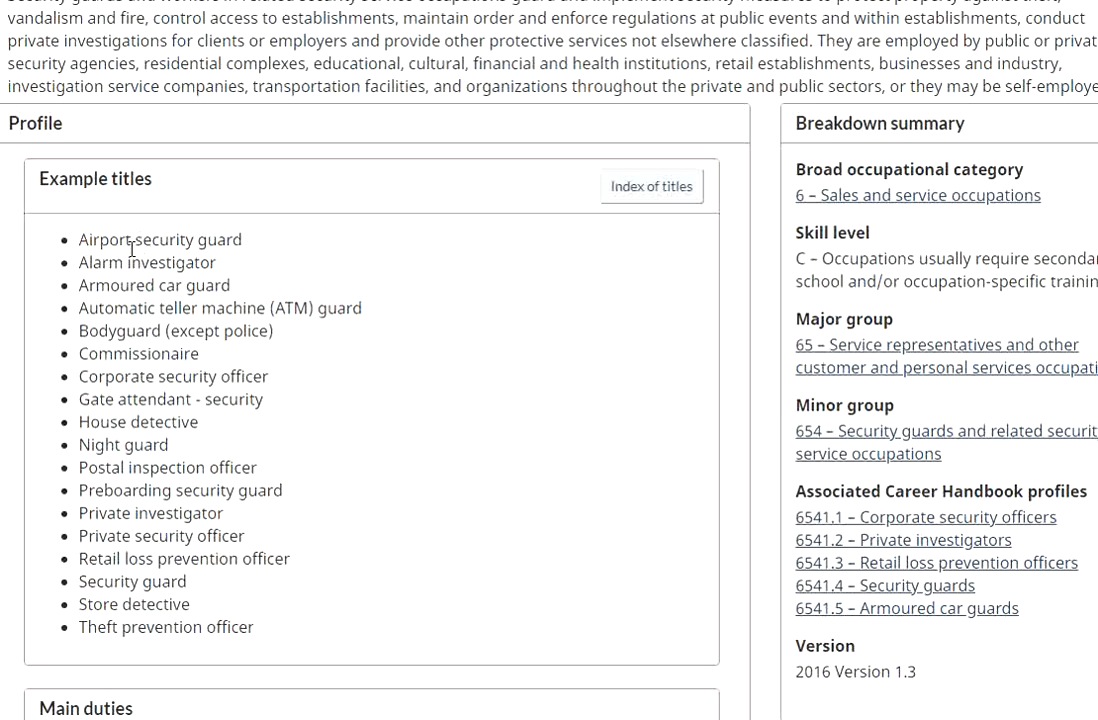 vandalism and fire, control access to establishments, maintain order and enforce regulations at public events and within establishments, conduct
private investigations for clients or employers and provide other protective services not elsewhere classified. They are employed by public or privat
security agencies, residential complexes, educational, cultural, financial and health institutions, retail establishments, businesses and industry,
investigation service companies, transportation facilities, and organizations throughout the private and public sectors, or they may be self-employe
Profile
Example titles
Index of titles
Airport security guard
Alarm investigator
Armoured car guard
Automatic teller machine (ATM) guard
Bodyguard (except police)
Commissionaire
Corporate security officer
Gate attendant - security
House detective
Night guard
Postal inspection officer
Preboarding security guard
Private investigator
Private security officer
Retail loss prevention officer
Security guard
Store detective
Theft prevention officer
Main duties
Breakdown summary
Broad occupational category
6 – Sales and service occupations
Skill level
C – Occupations usually require seconda
school and/or occupation-specific trainin
Major group
65 – Service representatives and other
customer and personal services occupati
Minor group
654 – Security guards and related securit
service occupations
Associated Career Handbook profiles
6541.1 – Corporate security officers
6541.2 – Private investigators
6541.3 – Retail loss prevention officers
6541.4 – Security guards
6541.5 – Armoured car guards
Version
2016 Version 1.3